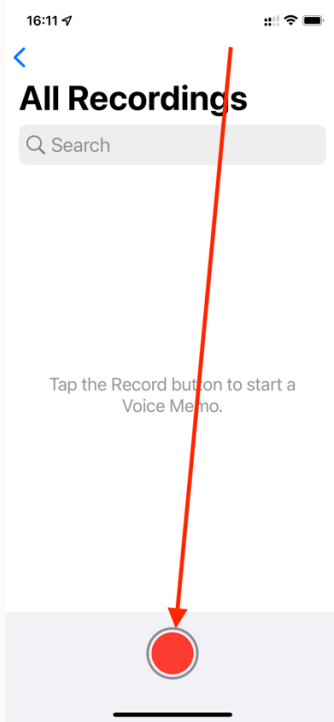 16:11
All Recordings
Search
Tap the Record button to start a
Voice Memo.